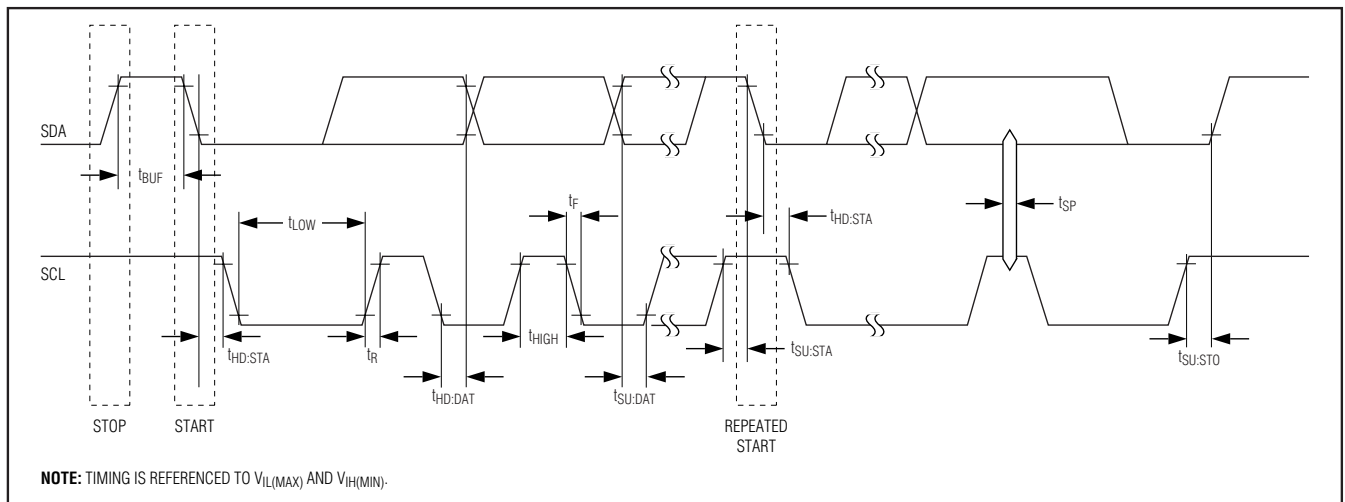 SDA
tBUF
tLOW
tF
tHD:STA
tSP
SCL
tHD:STA
tR
tHIGH
tSU:STA
tSU:STO
tHD:DAT
tSU:DAT
STOP
START
REPEATED
START
NOTE: TIMING IS REFERENCED TO VIL(MAX) AND VIH(MIN).